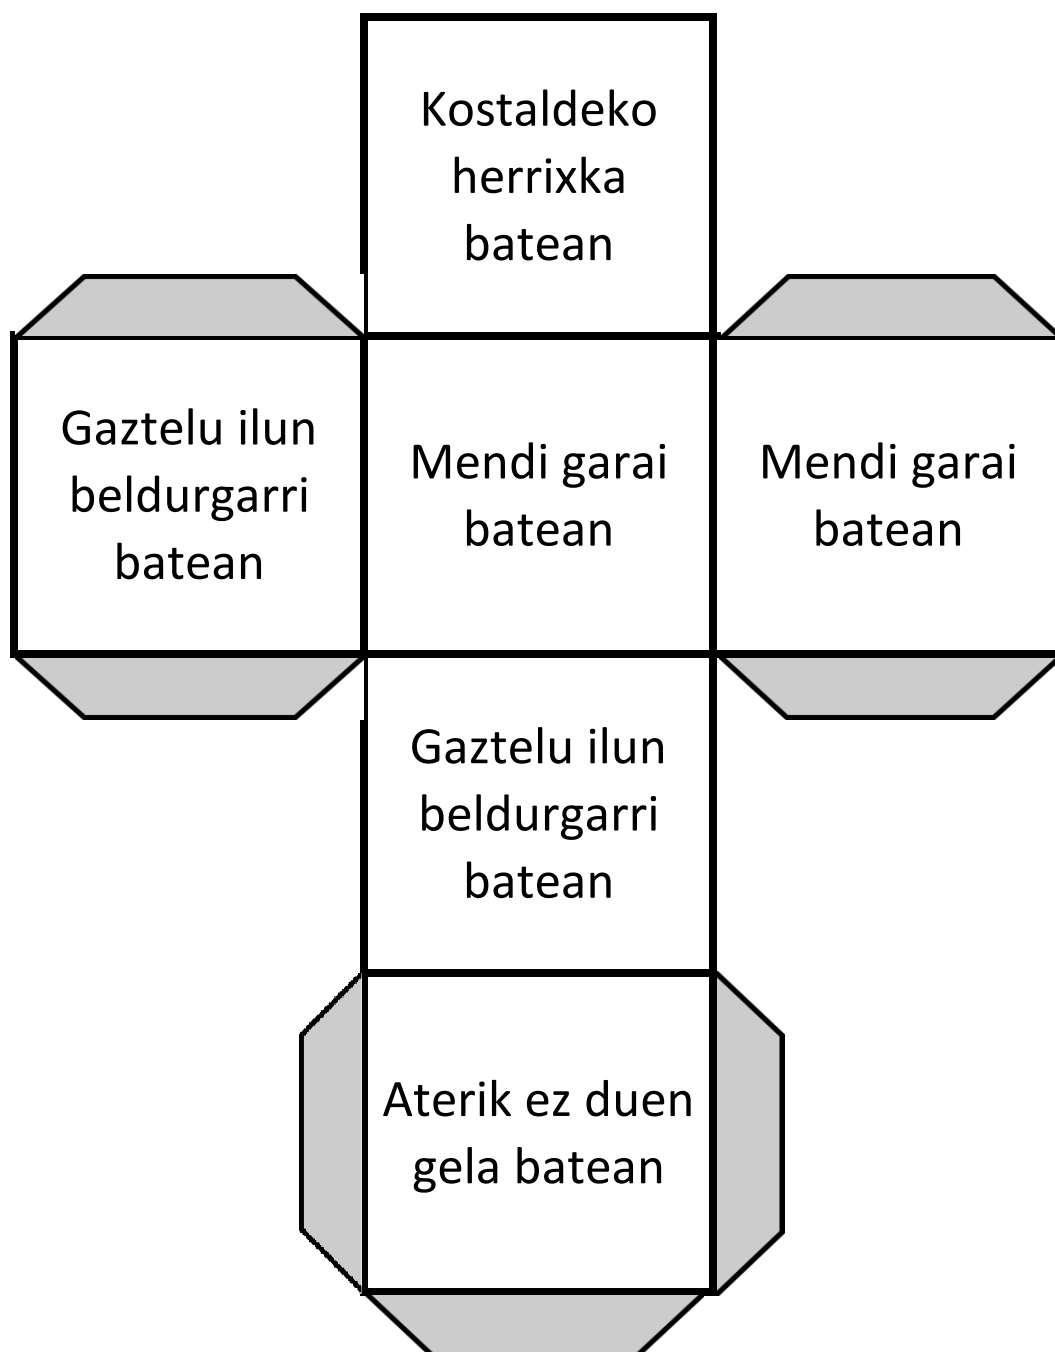 Kostaldeko
herrixka
batean
Gaztelu ilun
beldurgarri
batean
Mendi garai
batean
Mendi garai
batean
Gaztelu ilun
beldurgarri
batean
Aterik ez duen
gela batean